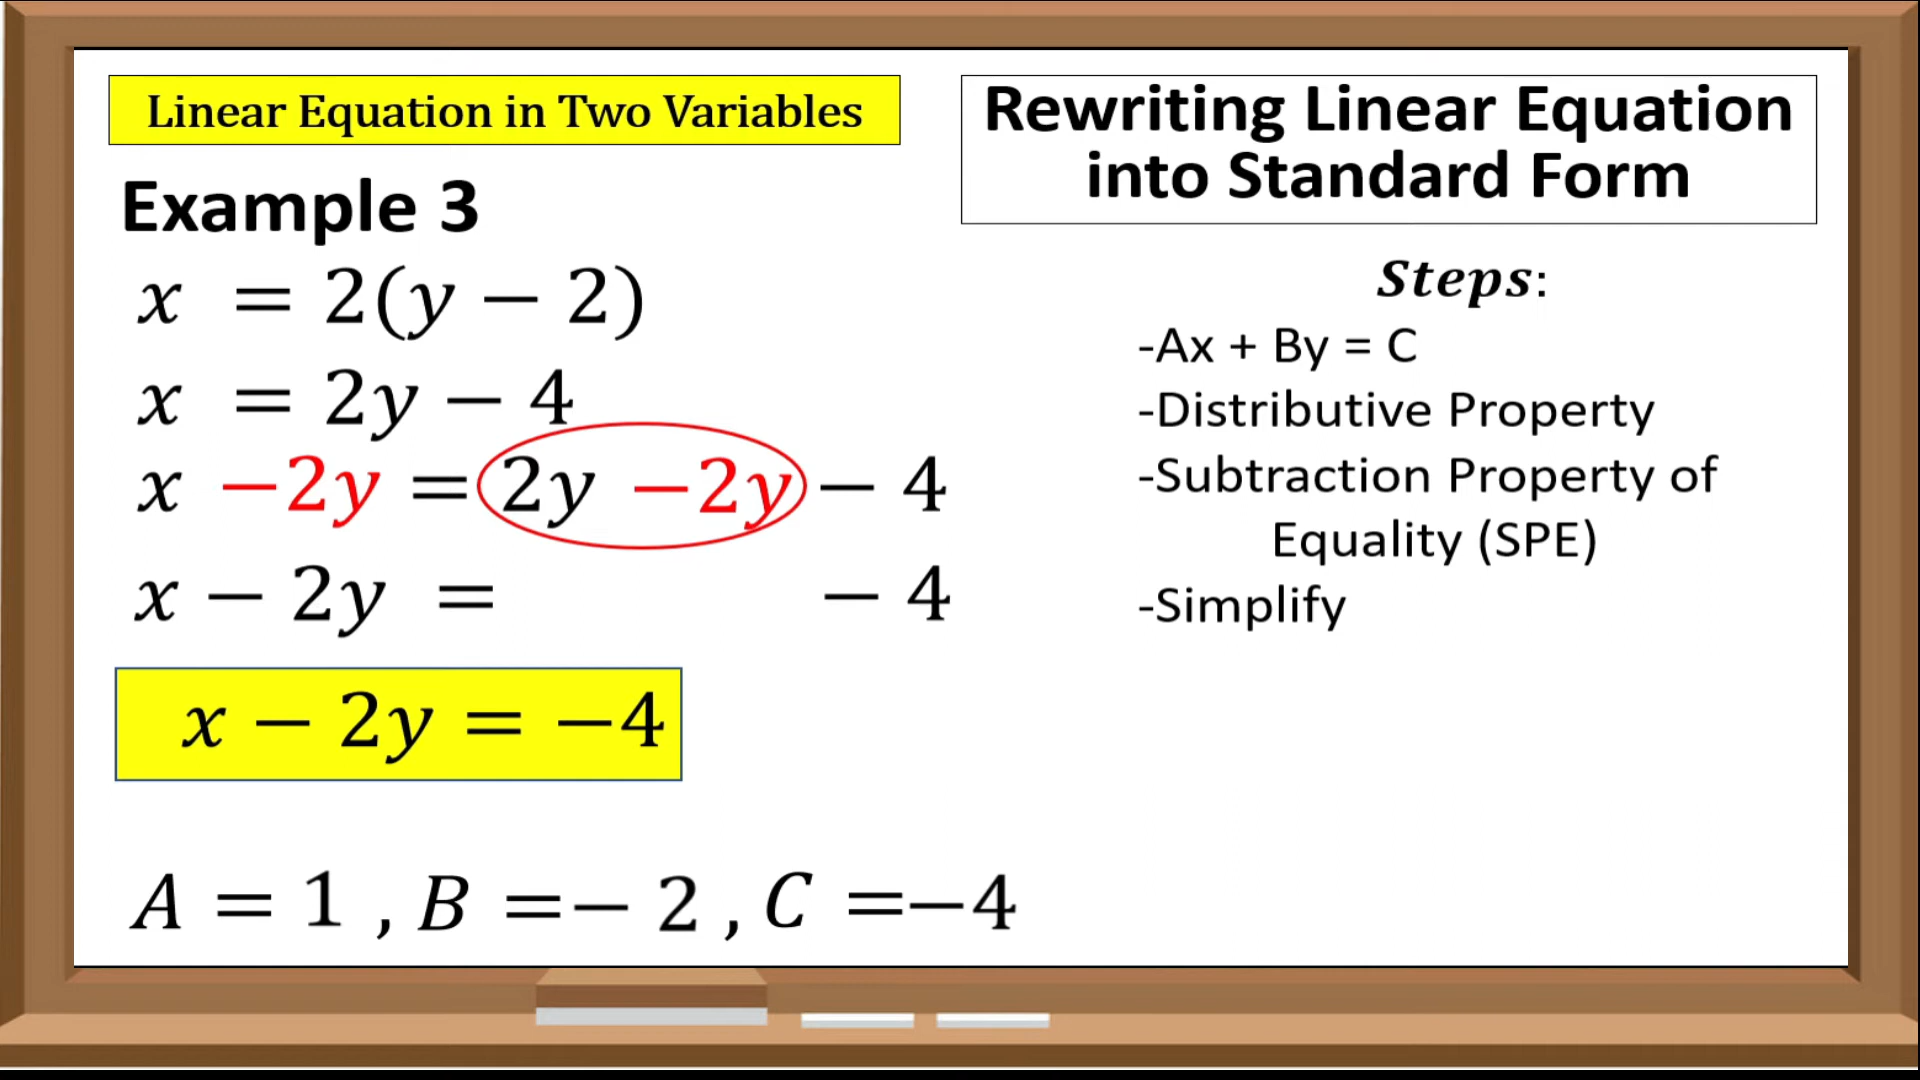 Linear Equation in Two Variables
Rewriting Linear Equation
into Standard Form
Example 3
x = 2(y − 2)
x = 2y − 4
x −2y = 2y −2y − 4
x − 2y = − 4
x − 2y = −4
A = 1 , B =− 2 , C =−4
Steps:
-Ax + By = C
-Distributive Property
-Subtraction Property of
Equality (SPE)
-Simplify